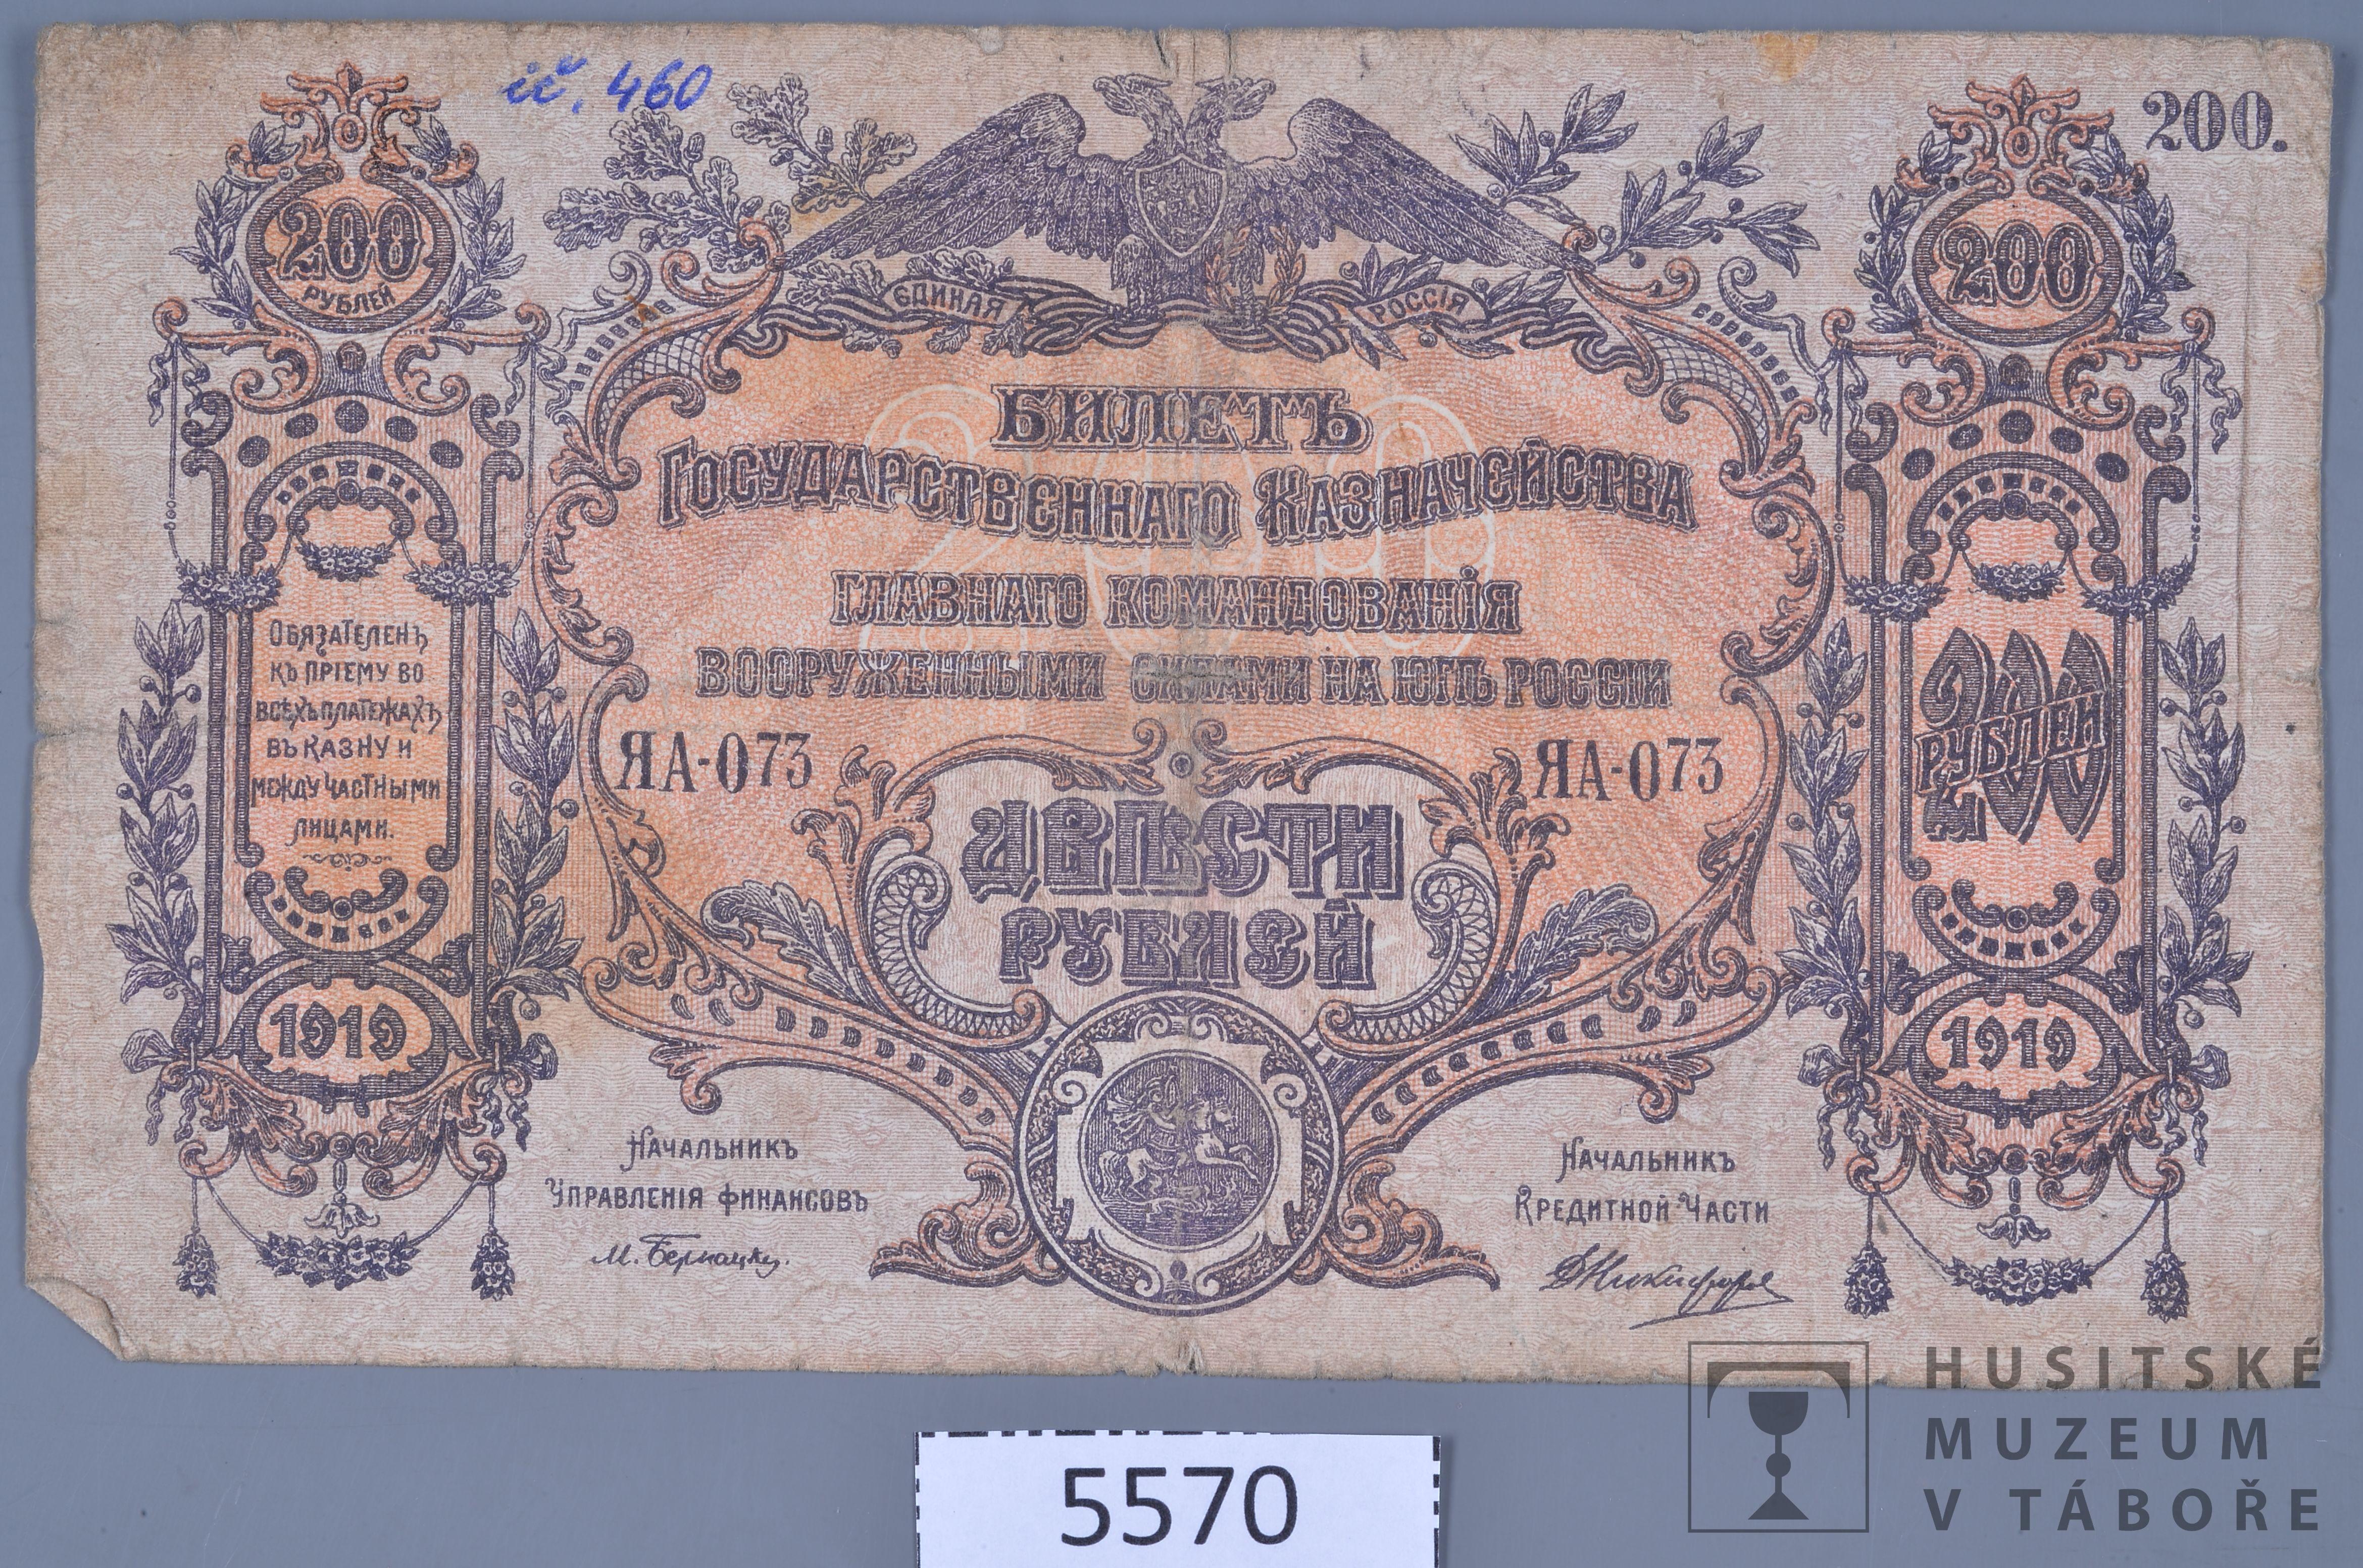 ič. 460
200.
200
РУБЛЕЙ
200
ЕДИНАЯ РОССІЯ
БИЛЕТЪ
ГОСУДАРСТВЕННАГО КАЗНАЧЕЙСТВА
ГЛАВНАГО КОМАНДОВАНІЯ
ВООРУЖЕННЫМИ СИЛАМИ НА ЮГѢ РОССІИ
ОБЯЗАТЕЛЕНЪ
КЪ ПРІЕМУ ВО
ВСѢХЪ ПЛАТЕЖАХЪ
ВЪ КАЗНУ И
МЕЖДУ ЧАСТНЫМИ
ЛИЦАМИ.
200
РУБЛЕЙ
ЯА-073 ЯА-073
ДВѢСТИ
РУБЛЕЙ
1919 1919
НАЧАЛЬНИКЪ
УПРАВЛЕНІЯ ФИНАНСОВЪ
М. Бернацкій.
НАЧАЛЬНИКЪ
КРЕДИТНОЙ ЧАСТИ
HUSITSKÉ
MUZEUM
V TÁBOŘE
5570